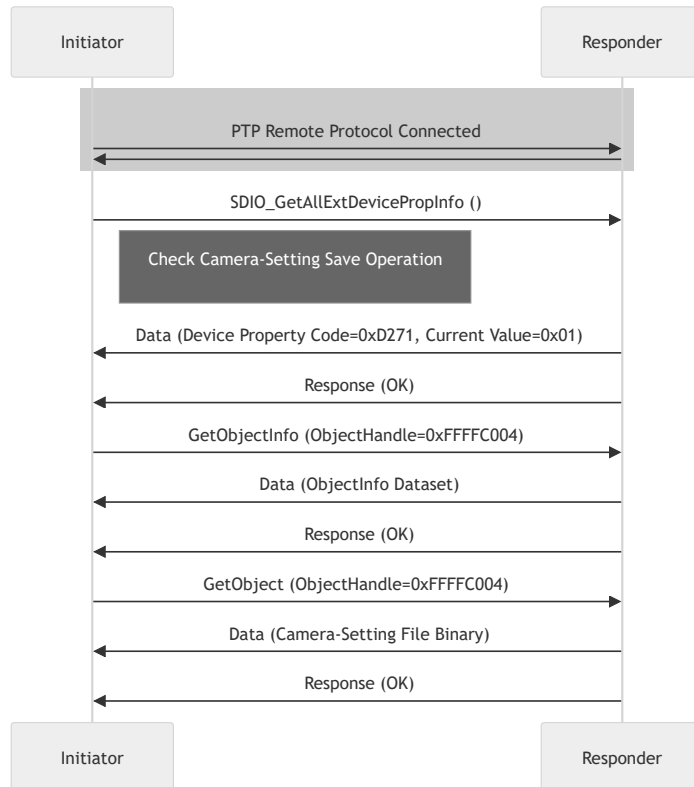 Initiator
Responder
PTP Remote Protocol Connected
SDIO_GetAllExtDevicePropInfo ()
Check Camera-Setting Save Operation
Data (Device Property Code=0xD271, Current Value=0x01)
Response (OK)
GetObjectInfo (ObjectHandle=0xFFFFC004)
Data (ObjectInfo Dataset)
Response (OK)
GetObject (ObjectHandle=0xFFFFC004)
Data (Camera-Setting File Binary)
Response (OK)
Initiator
Responder